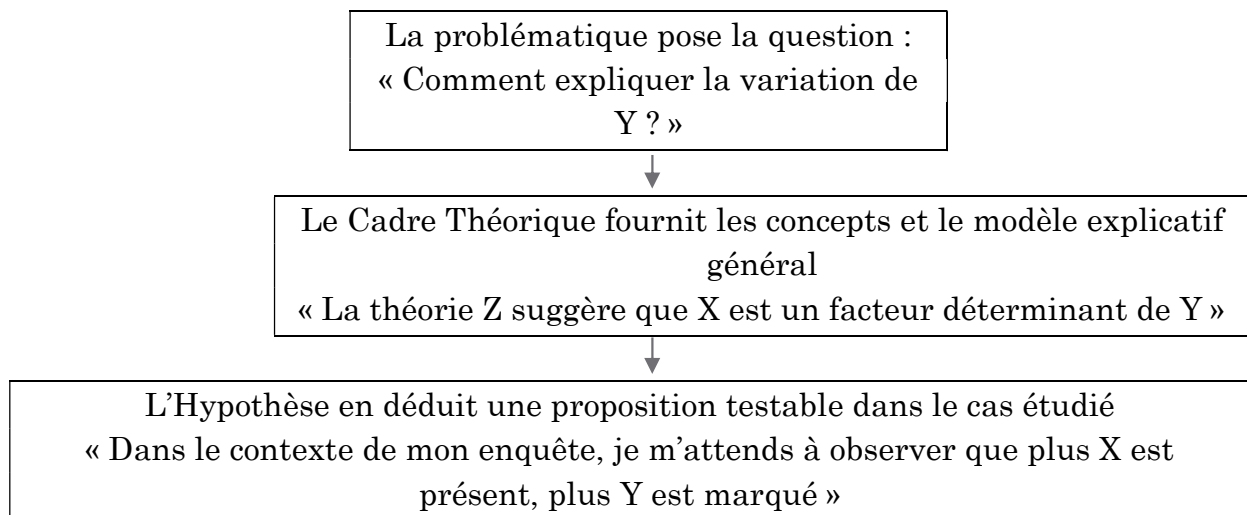 La problématique pose la question :
« Comment expliquer la variation de
Y ? »
Le Cadre Théorique fournit les concepts et le modèle explicatif
général
« La théorie Z suggère que X est un facteur déterminant de Y »
L’Hypothèse en déduit une proposition testable dans le cas étudié
« Dans le contexte de mon enquête, je m’attends à observer que plus X est
présent, plus Y est marqué »